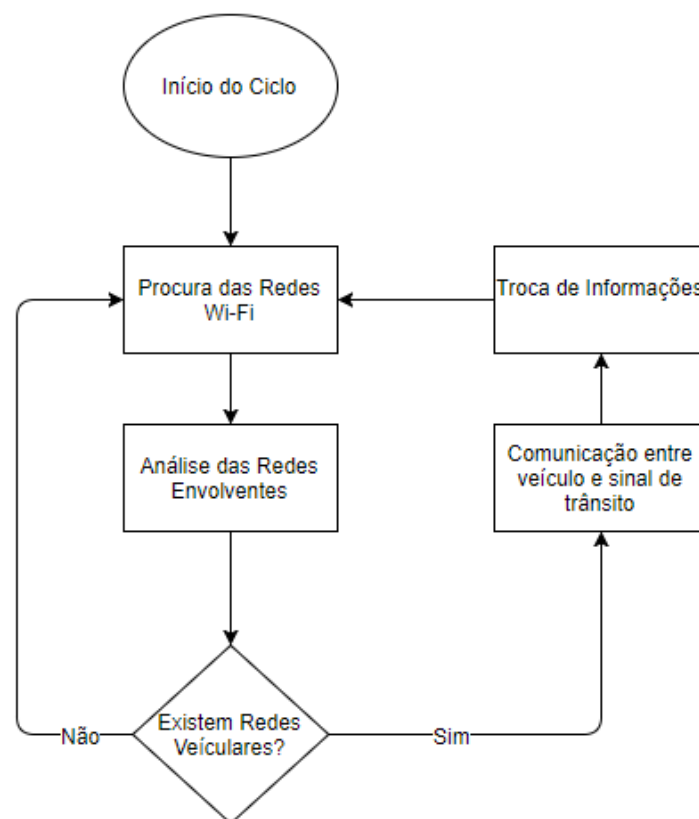 Início do Ciclo
Procura das Redes
Wi-Fi
Troca de Informações
Análise das Redes
Envolventes
Comunicação entre
veículo e sinal de
trânsito
Existem Redes
Veículares?
Não
Sim